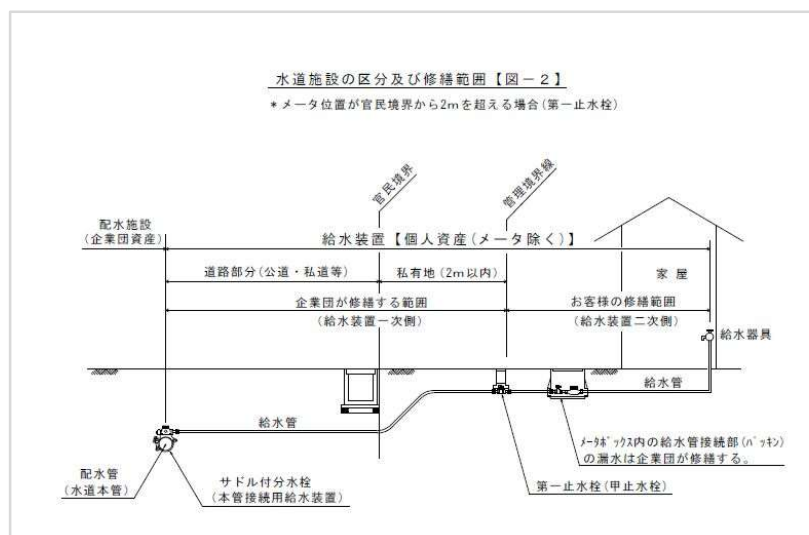 水道施設の区分及び修繕範囲【図－２】
＊メータ位置が官民境界から2mを超える場合(第一止水栓)
官民境界
管理境界線
配水施設
(企業団資産)
給水装置【個人資産(メータ除く)】
道路部分(公道・私道等)
私有地(2m以内)
家屋
企業団が修繕する範囲
(給水装置一次側)
お客様の修繕範囲
(給水装置二次側)
給水器具
給水管
給水管
メータボックス内の給水管接続部(パッキン)
の漏水は企業団が修繕する。
配水管
(水道本管)
サドル付分水栓
(本管接続用給水装置)
第一止水栓(甲止水栓)